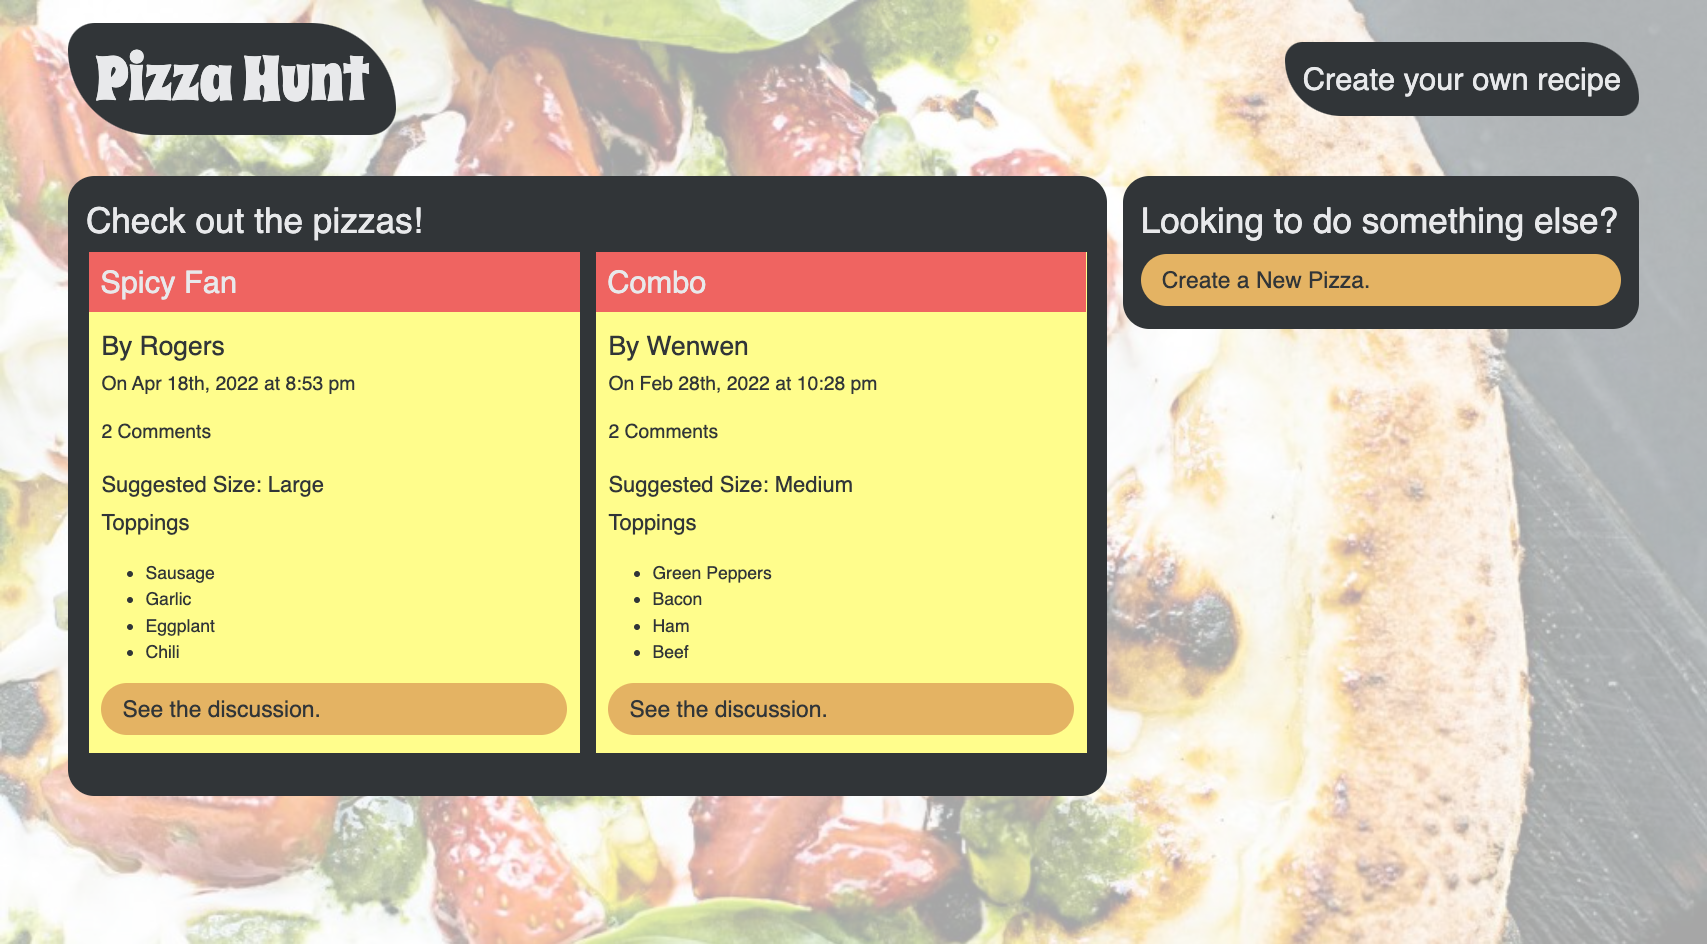 Pizza Hunt
Create your own recipe
Check out the pizzas!
Spicy Fan
By Rogers
On Apr 18th, 2022 at 8:53 pm
2 Comments
Suggested Size: Large
Toppings
• Sausage
• Garlic
• Eggplant
• Chili
See the discussion.
Combo
By Wenwen
On Feb 28th, 2022 at 10:28 pm
2 Comments
Suggested Size: Medium
Toppings
• Green Peppers
• Bacon
• Ham
• Beef
See the discussion.
Looking to do something else?
Create a New Pizza.